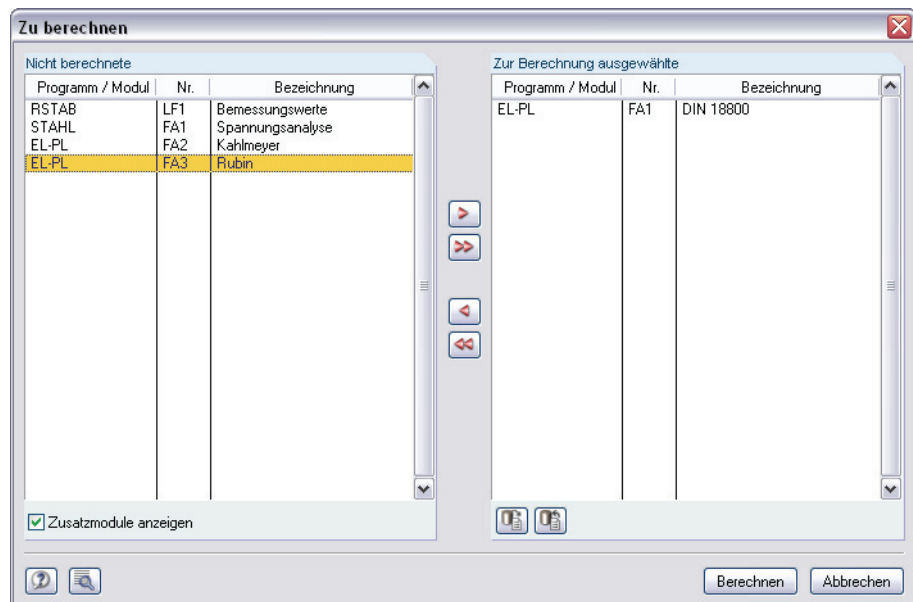 Zu berechnen
Nicht berechnete
Programm / Modul Nr. Bezeichnung
RSTAB LF1 Bemessungswerte
STAHL FA1 Spannungsanalyse
EL-PL FA2 Kahlmeyer
EL-PL FA3 Rubin
Zusatzmodule anzeigen
Zur Berechnung ausgewählte
Programm / Modul Nr. Bezeichnung
EL-PL FA1 DIN 18800
Berechnen Abbrechen